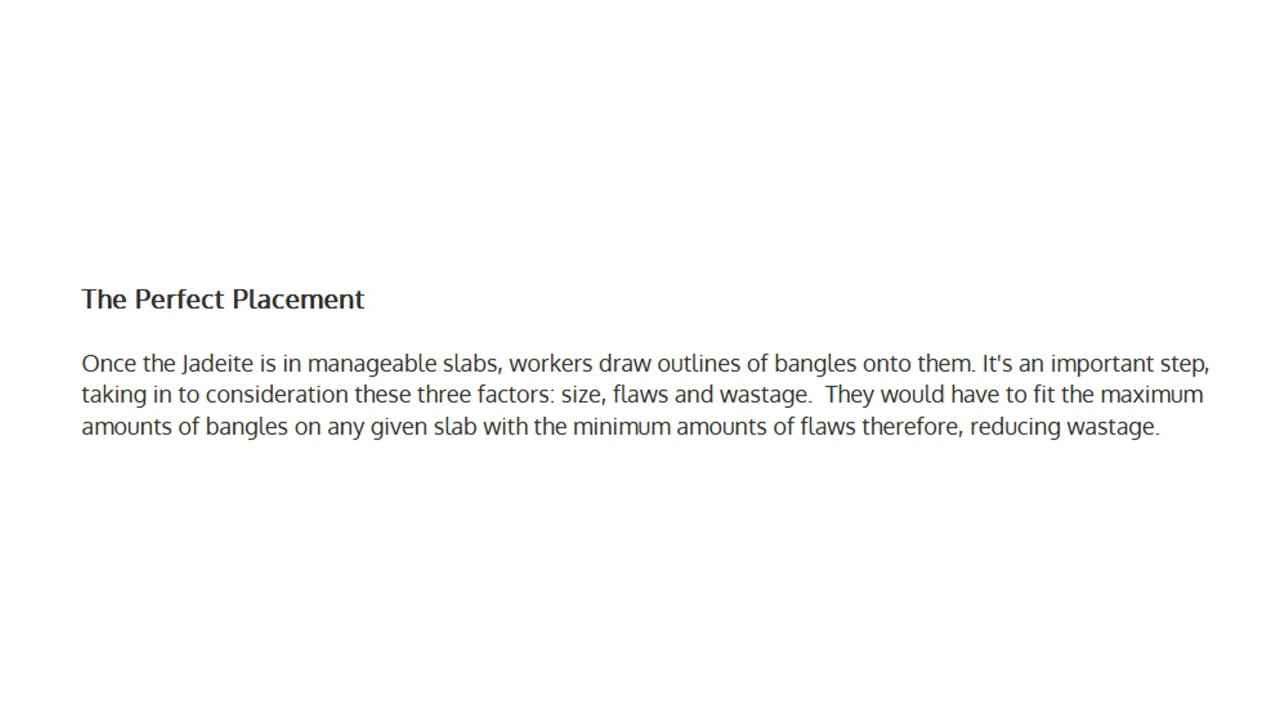 The Perfect Placement
Once the Jadeite is in manageable slabs, workers draw outlines of bangles onto them. It's an important step,
taking in to consideration these three factors: size, flaws and wastage.  They would have to fit the maximum
amounts of bangles on any given slab with the minimum amounts of flaws therefore, reducing wastage.